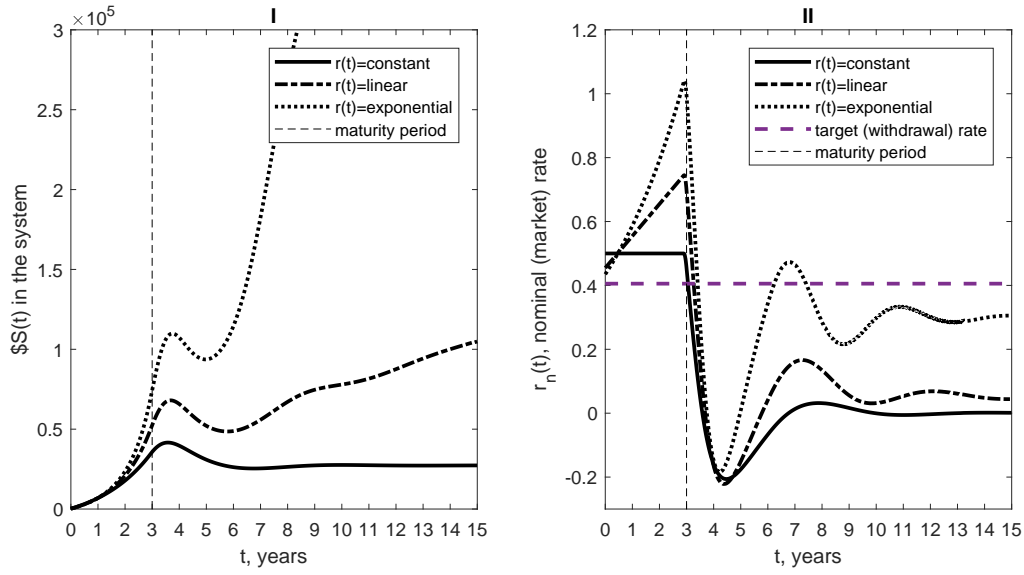 I
×10⁵
3
2.5
2
1.5
1
0.5
0
$S(t) in the system
0 1 2 3 4 5 6 7 8 9 10 11 12 13 14 15
t, years
r(t)=constant
r(t)=linear
r(t)=exponential
maturity period
II
1.2
1
0.8
0.6
0.4
0.2
0
-0.2
r_n(t), nominal (market) rate
0 1 2 3 4 5 6 7 8 9 10 11 12 13 14 15
t, years
r(t)=constant
r(t)=linear
r(t)=exponential
target (withdrawal) rate
maturity period